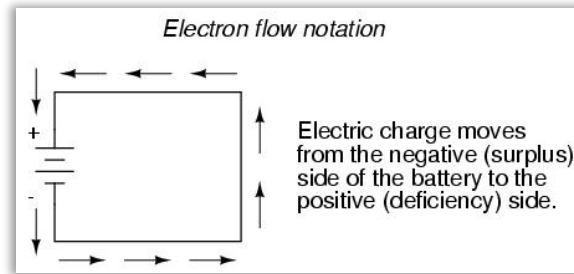 Electron flow notation
+
-
Electric charge moves
from the negative (surplus)
side of the battery to the
positive (deficiency) side.